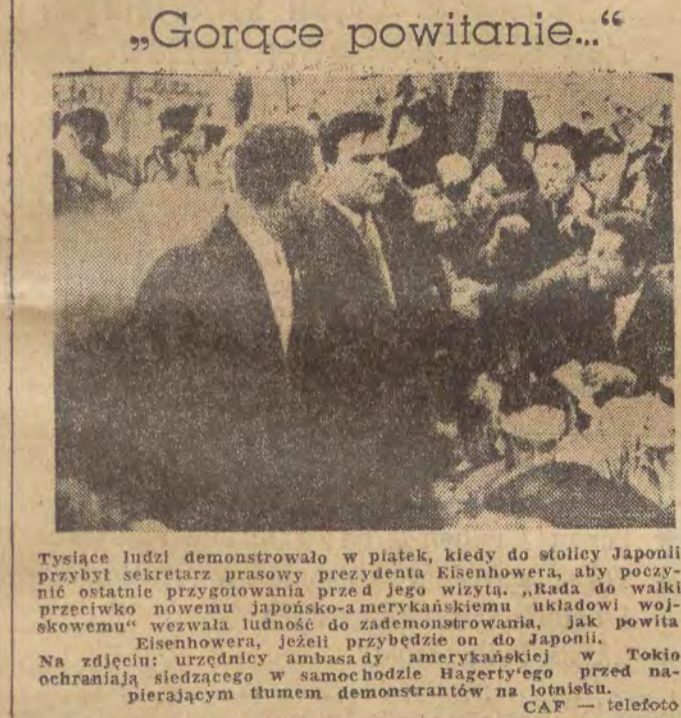 „Gorące powitanie...“
Tysiące ludzi demonstrowało w piątek, kiedy do stolicy Japonii
przybył sekretarz prasowy prezydenta Eisenhowera, aby poczy-
nić ostatnie przygotowania przed jego wizytą. „Rada do walki
przeciwko nowemu japońsko-amerykańskiemu układowi woj-
skowemu“ wezwała ludność do zademonstrowania, jak powita
Eisenhowera, jeżeli przybędzie on do Japonii.
Na zdjęciu: urzędnicy ambasady amerykańskiej w Tokio
ochraniają siedzącego w samochodzie Hagerty'ego przed na-
pierającym tłumem demonstrantów na lotnisku.
CAF — telefoto